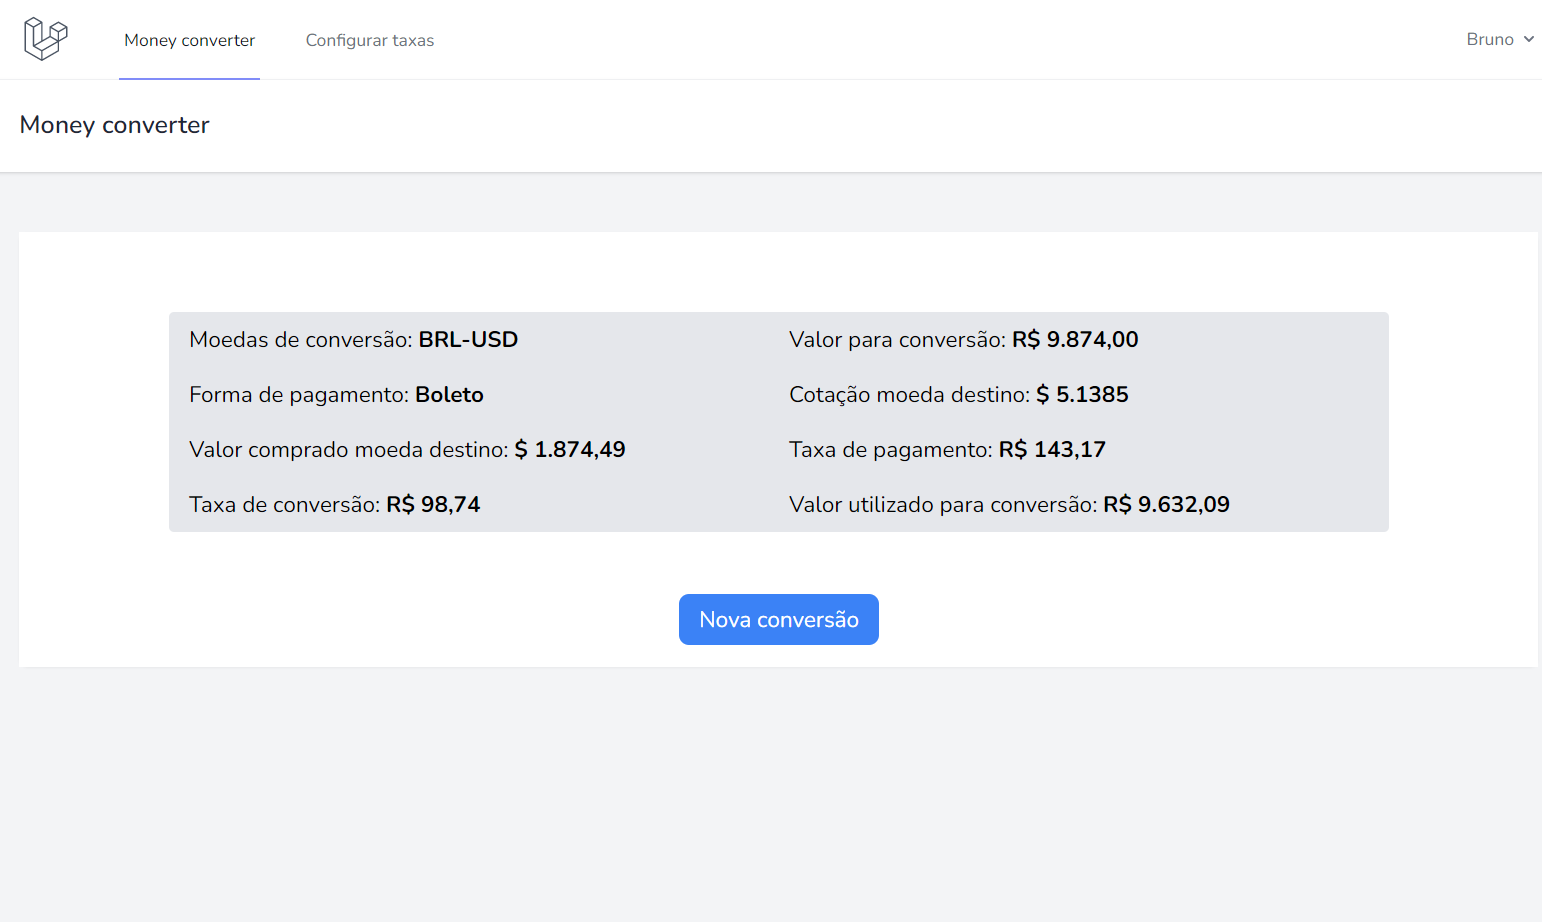 Money converter
Configurar taxas
Bruno
Money converter
Moedas de conversão: BRL-USD
Valor para conversão: R$ 9.874,00
Forma de pagamento: Boleto
Cotação moeda destino: $ 5.1385
Valor comprado moeda destino: $ 1.874,49
Taxa de pagamento: R$ 143,17
Taxa de conversão: R$ 98,74
Valor utilizado para conversão: R$ 9.632,09
Nova conversão